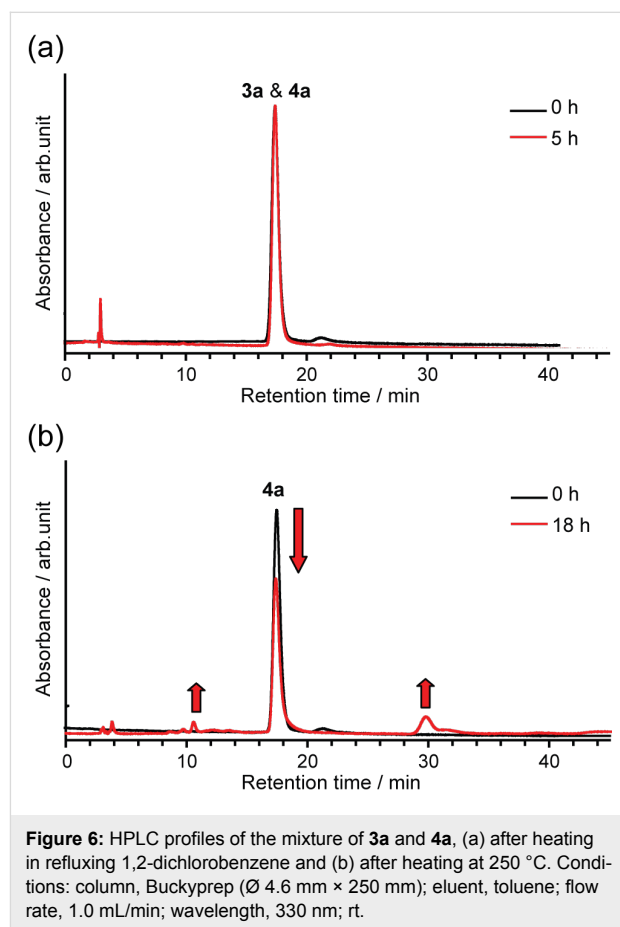 (a)
3a & 4a
0 h
5 h
Absorbance / arb.unit
0 10 20 30 40
Retention time / min
(b)
4a
0 h
18 h
Absorbance / arb.unit
0 10 20 30 40
Retention time / min
Figure 6: HPLC profiles of the mixture of 3a and 4a, (a) after heating
in refluxing 1,2-dichlorobenzene and (b) after heating at 250 °C. Condi-
tions: column, Buckyprep (Ø 4.6 mm × 250 mm); eluent, toluene; flow
rate, 1.0 mL/min; wavelength, 330 nm; rt.